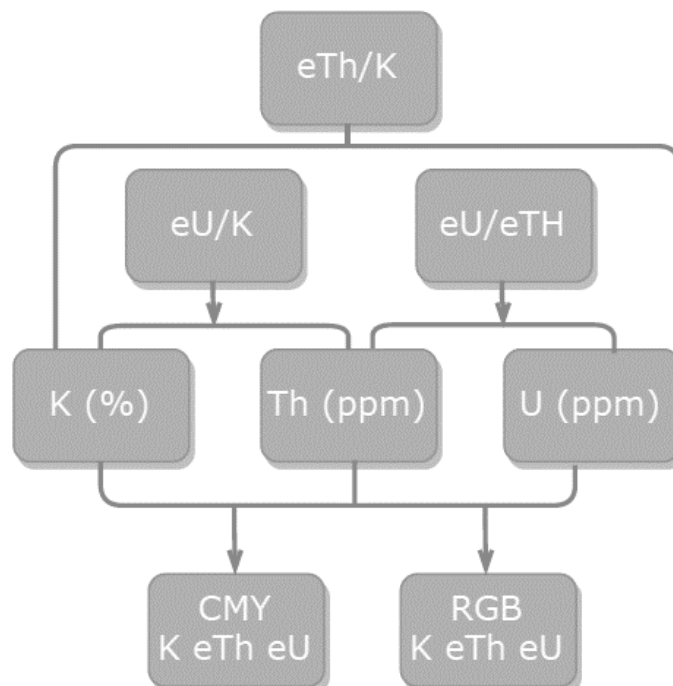 eTh/K
eU/K
eU/eTH
K (%)
Th (ppm)
U (ppm)
CMY
K eTh eU
RGB
K eTh eU